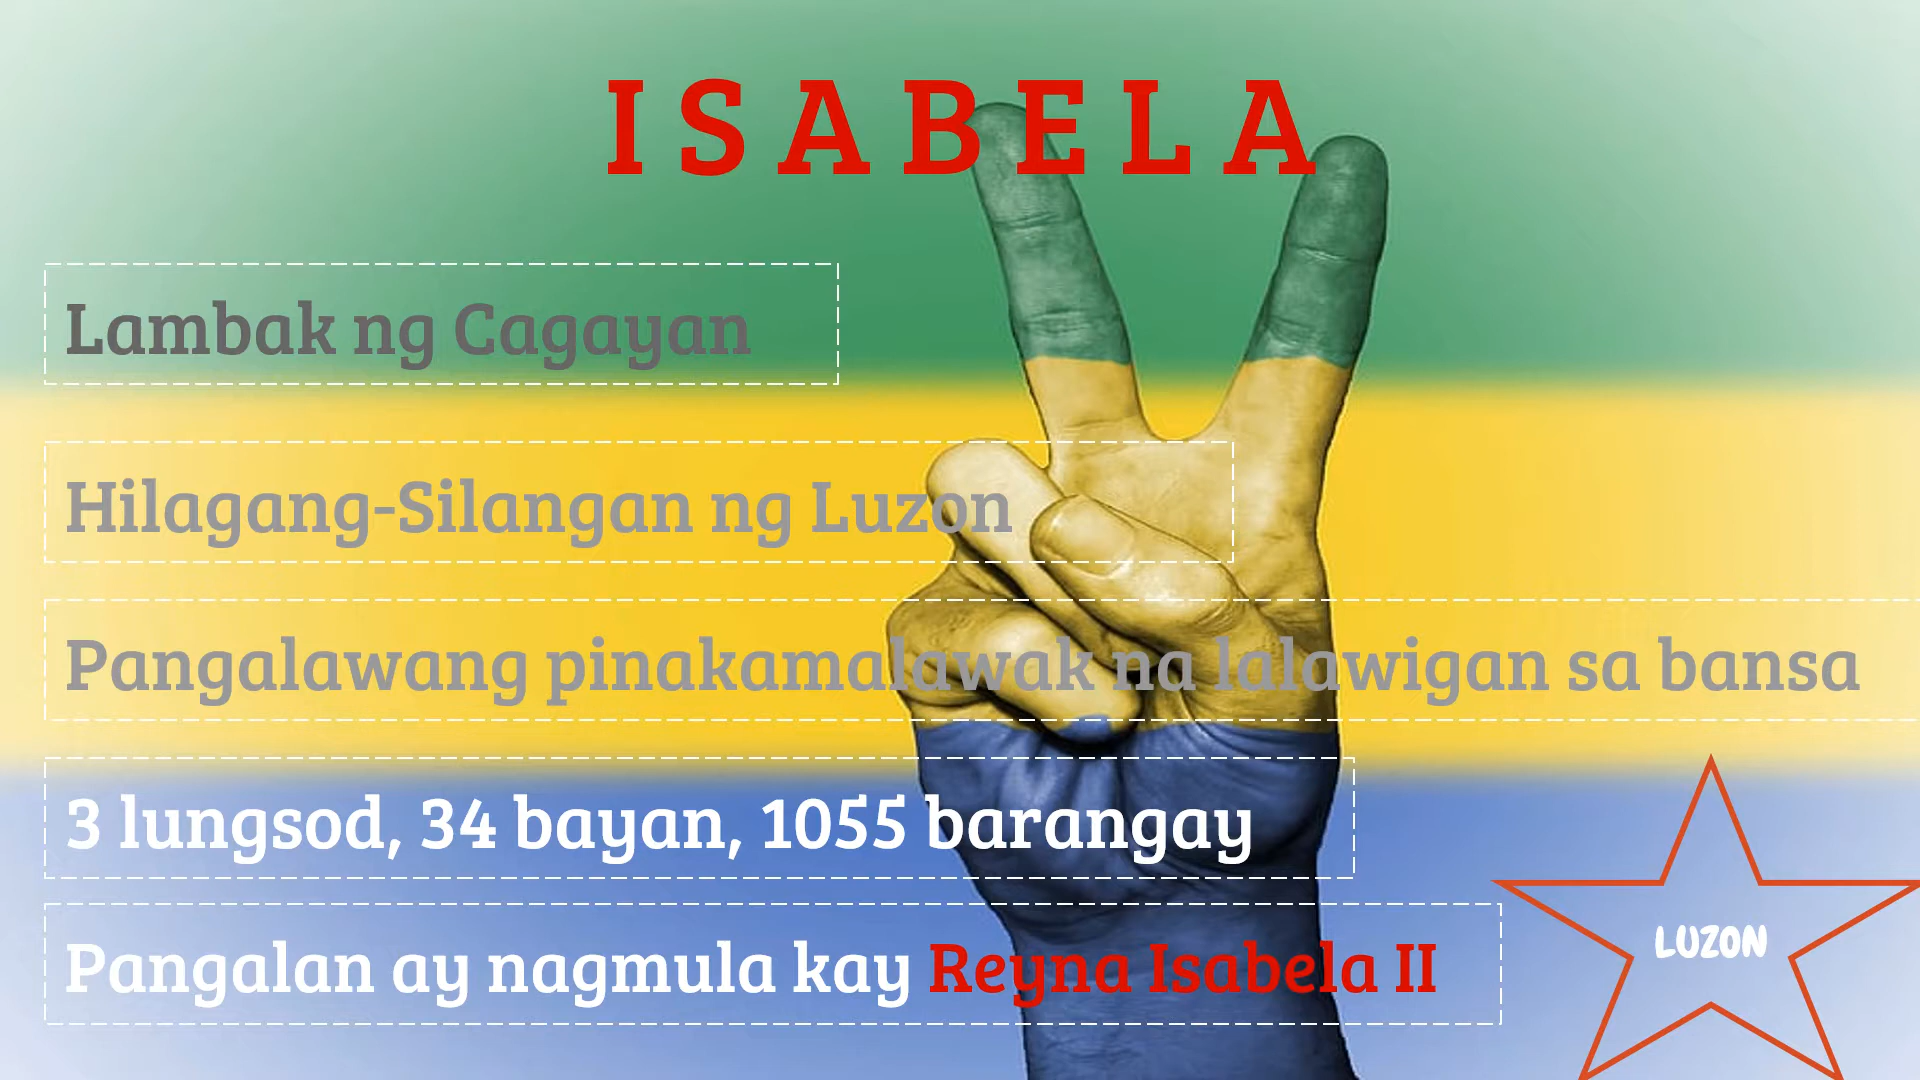 ISABELA
Lambak ng Cagayan
Hilagang-Silangan ng Luzon
Pangalawang pinakamalawak na lalawigan sa bansa
3 lungsod, 34 bayan, 1055 barangay
Pangalan ay nagmula kay Reyna Isabela II
LUZON